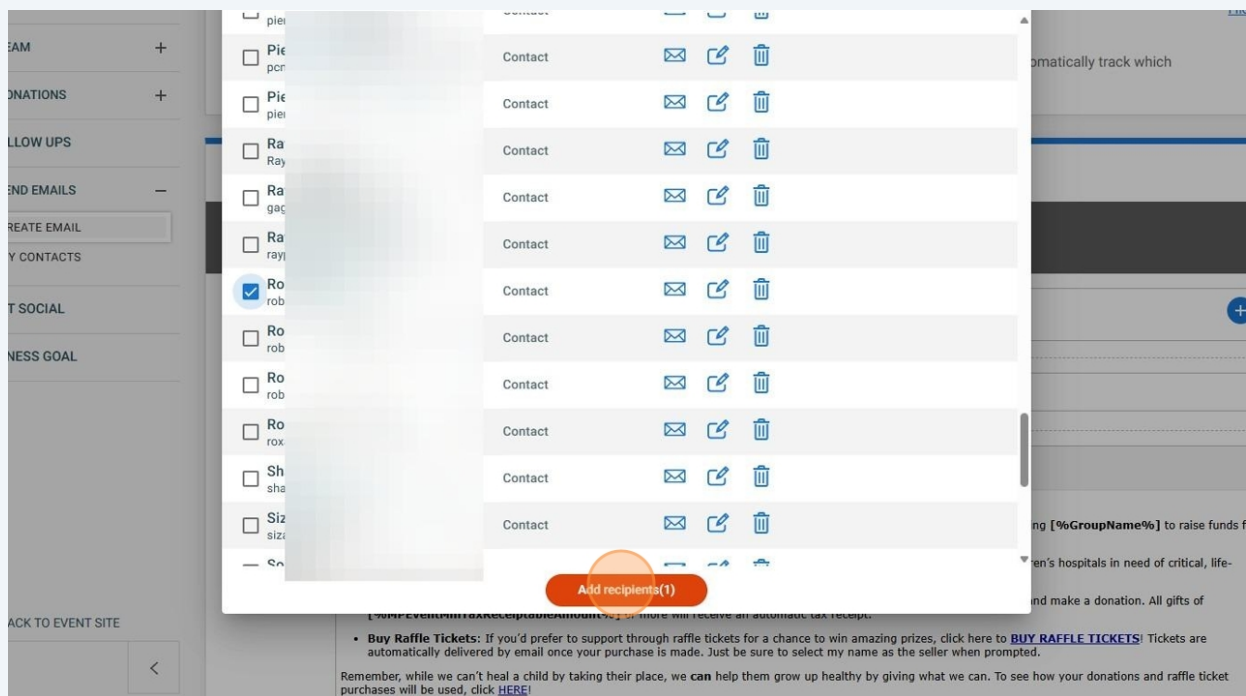 EAM
ONATIONS
LLOW UPS
END EMAILS
REATE EMAIL
Y CONTACTS
T SOCIAL
NESS GOAL
ACK TO EVENT SITE
pie
Contact
Pie
Contact
Pie
pie
Contact
Ra
Ray
Contact
Ra
gag
Contact
Ra
ray
Contact
Ro
rob
Contact
Ro
rob
Contact
Ro
rob
Contact
Ro
rox
Contact
Sh
sha
Contact
Siz
siz
Contact
So
Add recipients(1)
omatically track which
ng [%GroupName%] to raise funds f
en's hospitals in need of critical, life-
nd make a donation. All gifts of
[%MPEventMinTaxReceiptableAmount%] or more will receive an automatic tax receipt.
• Buy Raffle Tickets: If you'd prefer to support through raffle tickets for a chance to win amazing prizes, click here to BUY RAFFLE TICKETS! Tickets are
automatically delivered by email once your purchase is made. Just be sure to select my name as the seller when prompted.
Remember, while we can't heal a child by taking their place, we can help them grow up healthy by giving what we can. To see how your donations and raffle ticket
purchases will be used, click HERE!